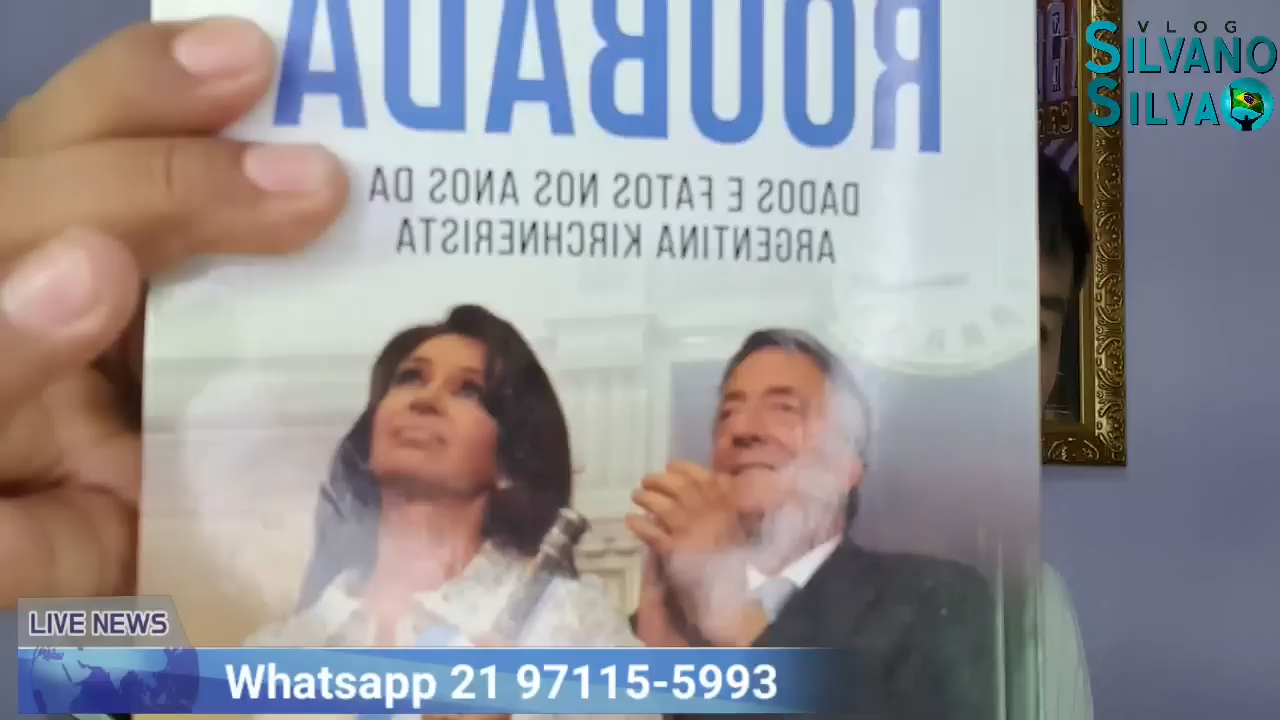 ROUBADA
DADOS E FATOS NOS ANOS DA
ARGENTINA KIRCHNERISTA
VLOG
SILVANO
SILVA
LIVE NEWS
Whatsapp 21 97115-5993